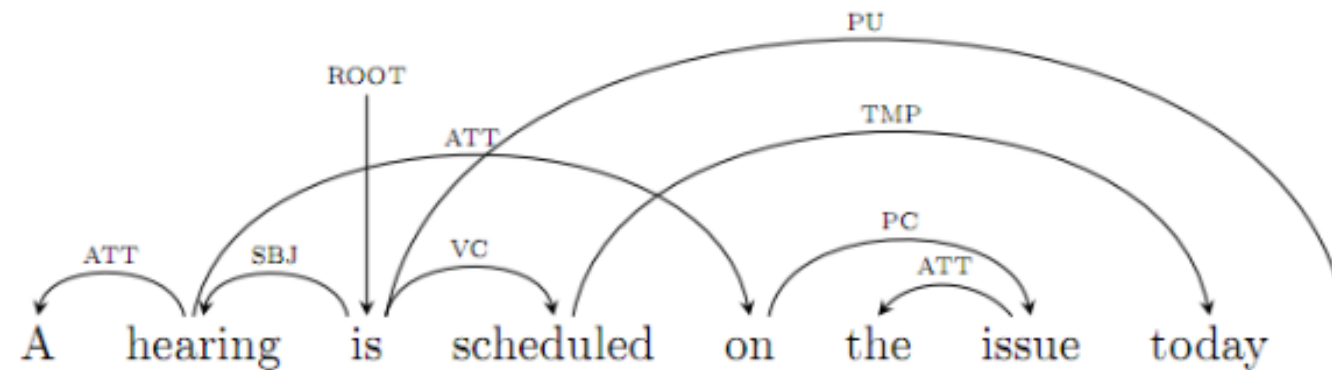 PU
ROOT
TMP
ATT
PC
ATT SBJ VC ATT
A hearing is scheduled on the issue today